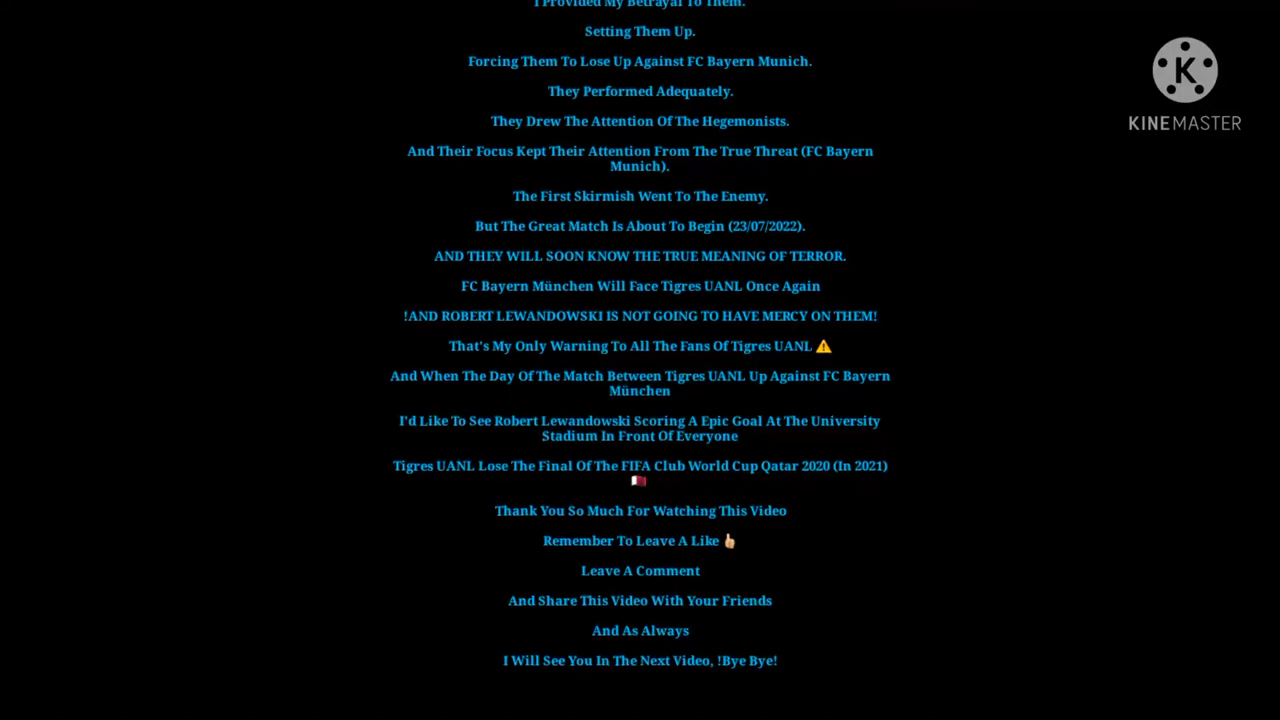 I Provided My Betrayal To Them.
Setting Them Up.
Forcing Them To Lose Up Against FC Bayern Munich.
They Performed Adequately.
They Drew The Attention Of The Hegemonists.
And Their Focus Kept Their Attention From The True Threat (FC Bayern
Munich).
The First Skirmish Went To The Enemy.
But The Great Match Is About To Begin (23/07/2022).
AND THEY WILL SOON KNOW THE TRUE MEANING OF TERROR.
FC Bayern München Will Face Tigres UANL Once Again
!AND ROBERT LEWANDOWSKI IS NOT GOING TO HAVE MERCY ON THEM!
That's My Only Warning To All The Fans Of Tigres UANL ⚠️
And When The Day Of The Match Between Tigres UANL Up Against FC Bayern
München
I'd Like To See Robert Lewandowski Scoring A Epic Goal At The University
Stadium In Front Of Everyone
Tigres UANL Lose The Final Of The FIFA Club World Cup Qatar 2020 (In 2021)
🇶🇦
Thank You So Much For Watching This Video
Remember To Leave A Like 👍🏼
Leave A Comment
And Share This Video With Your Friends
And As Always
I Will See You In The Next Video, !Bye Bye!
K
KINEMASTER